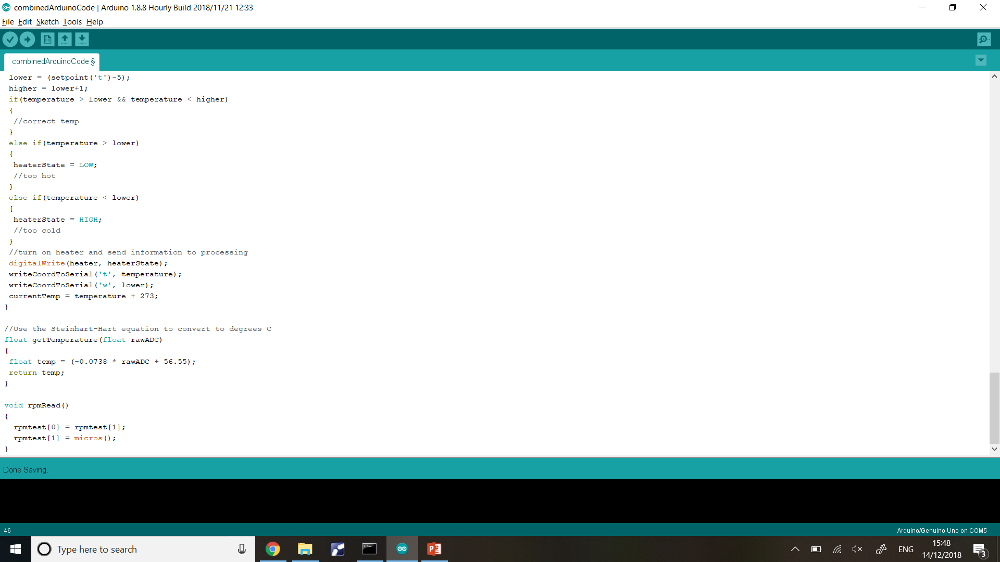 combinedArduinoCode | Arduino 1.8.8 Hourly Build 2018/11/21 12:33
File Edit Sketch Tools Help
combinedArduinoCode §
lower = (setpoint('t')-5);
higher = lower+1;
if(temperature > lower && temperature < higher)
{
//correct temp
}
else if(temperature > lower)
{
heaterState = LOW;
//too hot
}
else if(temperature < lower)
{
heaterState = HIGH;
//too cold
}
//turn on heater and send information to processing
digitalWrite(heater, heaterState);
writeCoordToSerial('t', temperature);
writeCoordToSerial('w', lower);
currentTemp = temperature + 273;
}
//Use the Steinhart-Hart equation to convert to degrees C
float getTemperature(float rawADC)
{
float temp = (-0.0738 * rawADC + 56.55);
return temp;
}
void rpmRead()
{
rpmtest[0] = rpmtest[1];
rpmtest[1] = micros();
}
Done Saving.
46
Arduino/Genuino Uno on COM5
Type here to search
ENG
15:48
14/12/2018
3